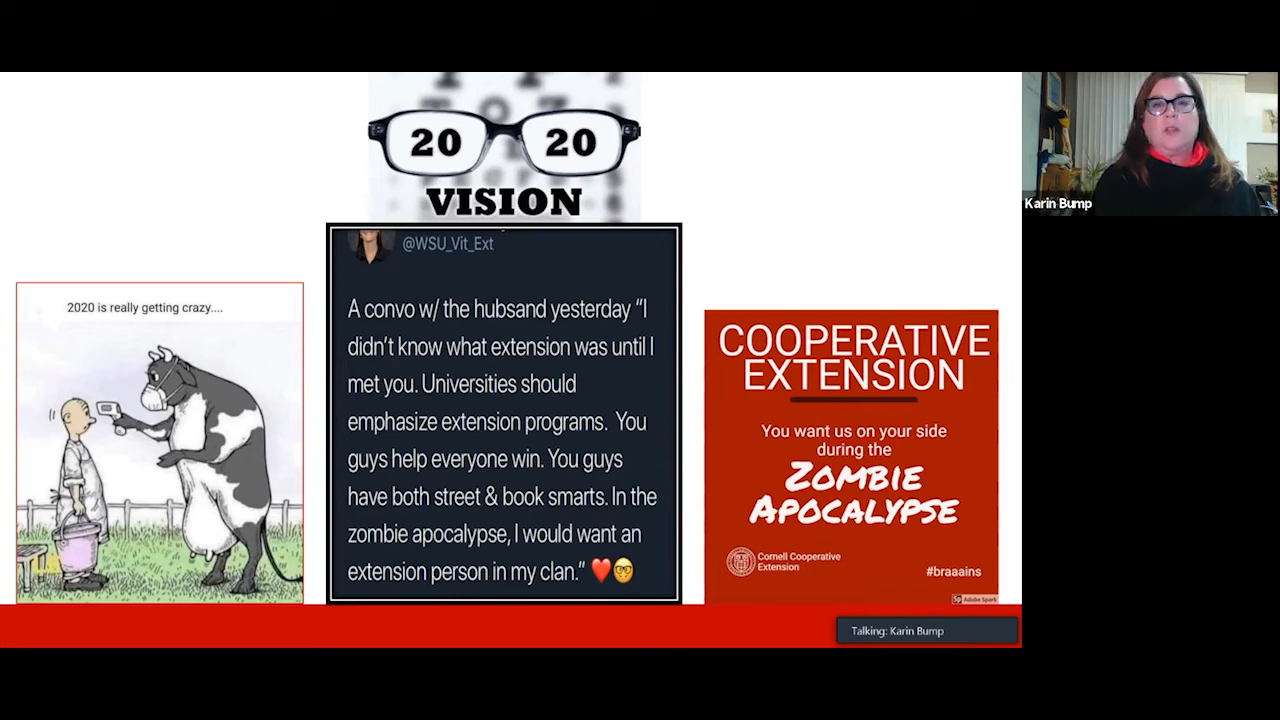 20 20
VISION
Karin Bump
@WSU_Vit_Ext
2020 is really getting crazy....
A convo w/ the hubsand yesterday “I
didn’t know what extension was until I
met you. Universities should
emphasize extension programs. You
guys help everyone win. You guys
have both street & book smarts. In the
zombie apocalypse, I would want an
extension person in my clan.” ❤️🤓
COOPERATIVE
EXTENSION
You want us on your side
during the
ZOMBIE
APOCALYPSE
Cornell Cooperative
Extension
#braaains
Sp Adobe Spark
Talking: Karin Bump